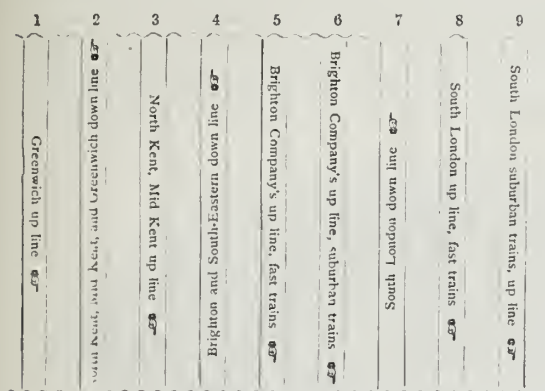 1 2 3 4 5 6 7 8 9
Greenwich up line ☞
North Kent, Mid Kent, and Greenwich down line ☞
North Kent, Mid Kent up line ☞
Brighton and South-Eastern down line ☞
Brighton Company's up line, fast trains ☞
Brighton Company's up line, suburban trains ☞
South London down line ☞
South London up line, fast trains ☞
South London suburban trains, up line ☞